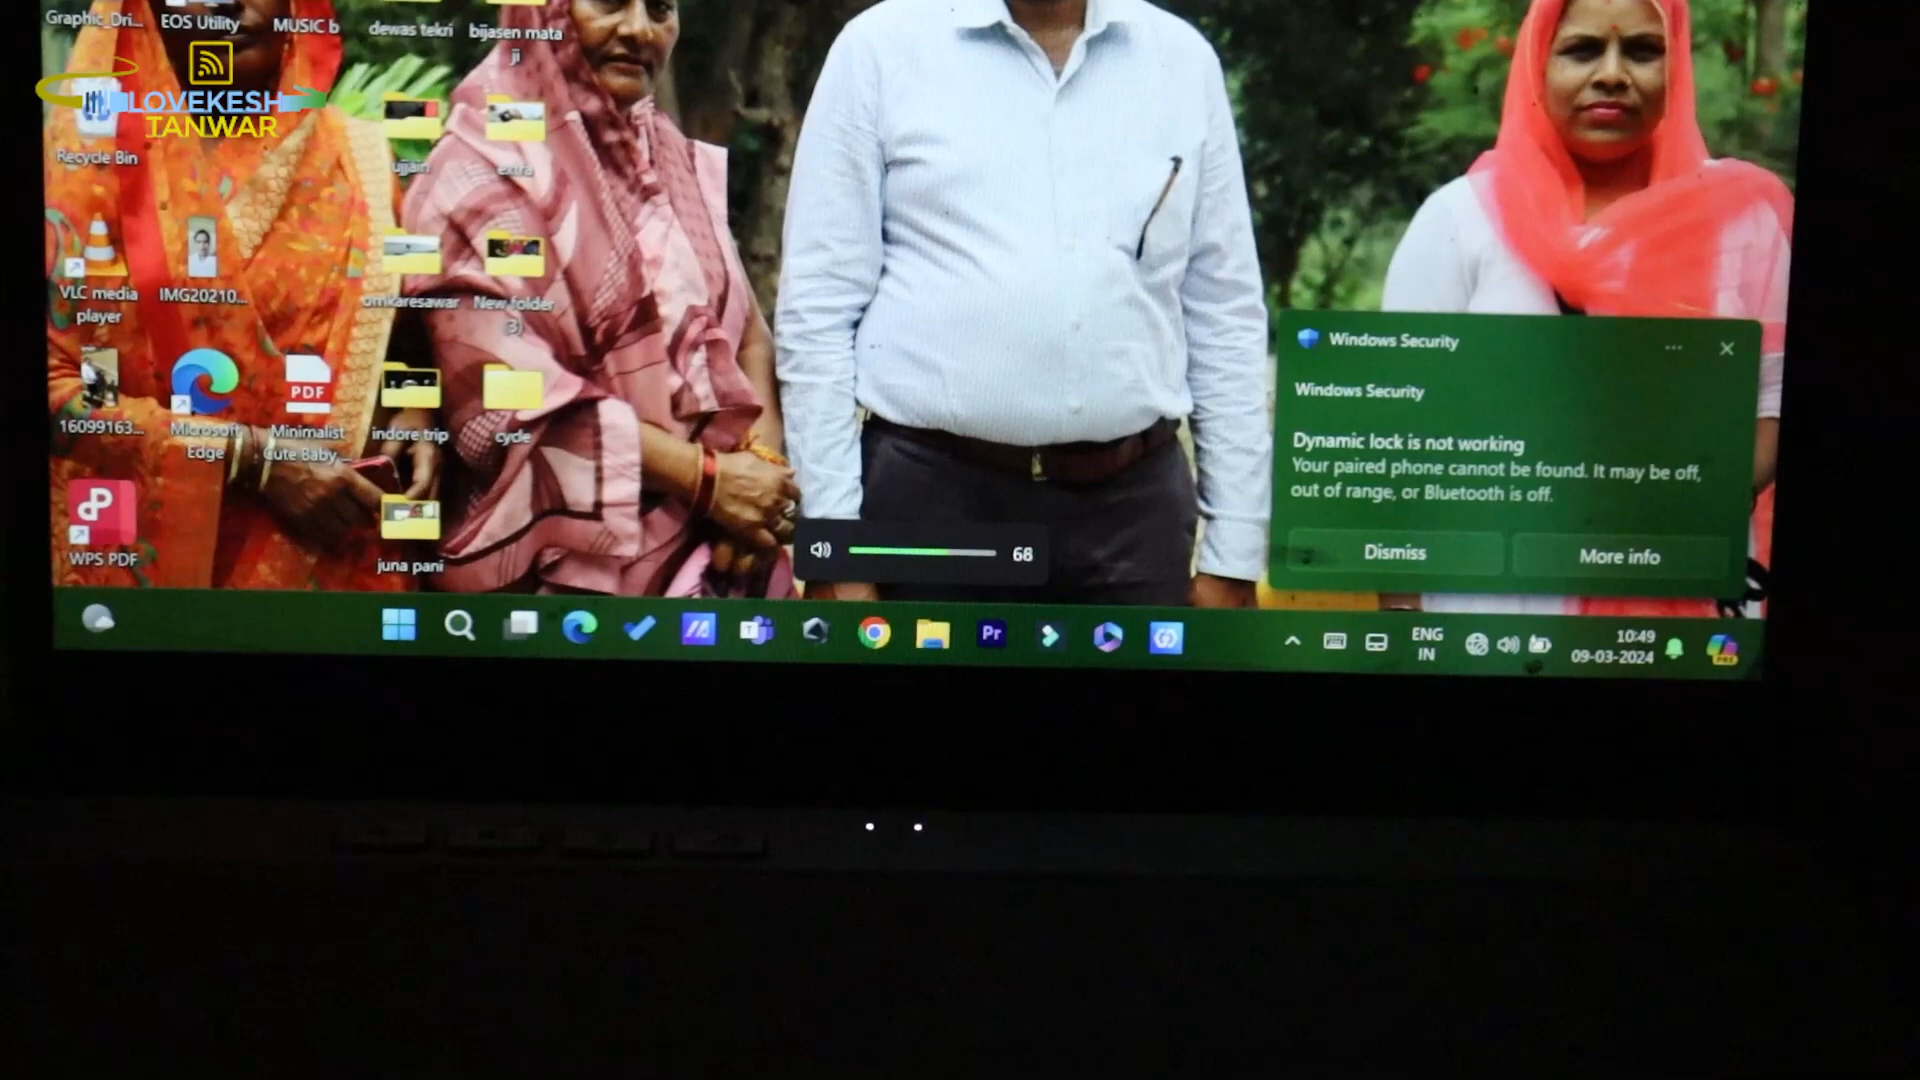 Graphic_Dri...
EOS Utility
MUSIC b
dewas tekri
bijasen mata
ji
LOVEKESH
TANWAR
Recycle Bin
ujjain
extra
VLC media
player
IMG20210...
omkaresawar
New folder
(3)
PDF
16099163...
Microsoft
Edge
Minimalist
Cute Baby ...
indore trip
cycle
WPS PDF
juna pani
68
Windows Security
Windows Security
Dynamic lock is not working
Your paired phone cannot be found. It may be off,
out of range, or Bluetooth is off.
Dismiss
More info
Pr
ENG
IN
10:49
09-03-2024
PRE